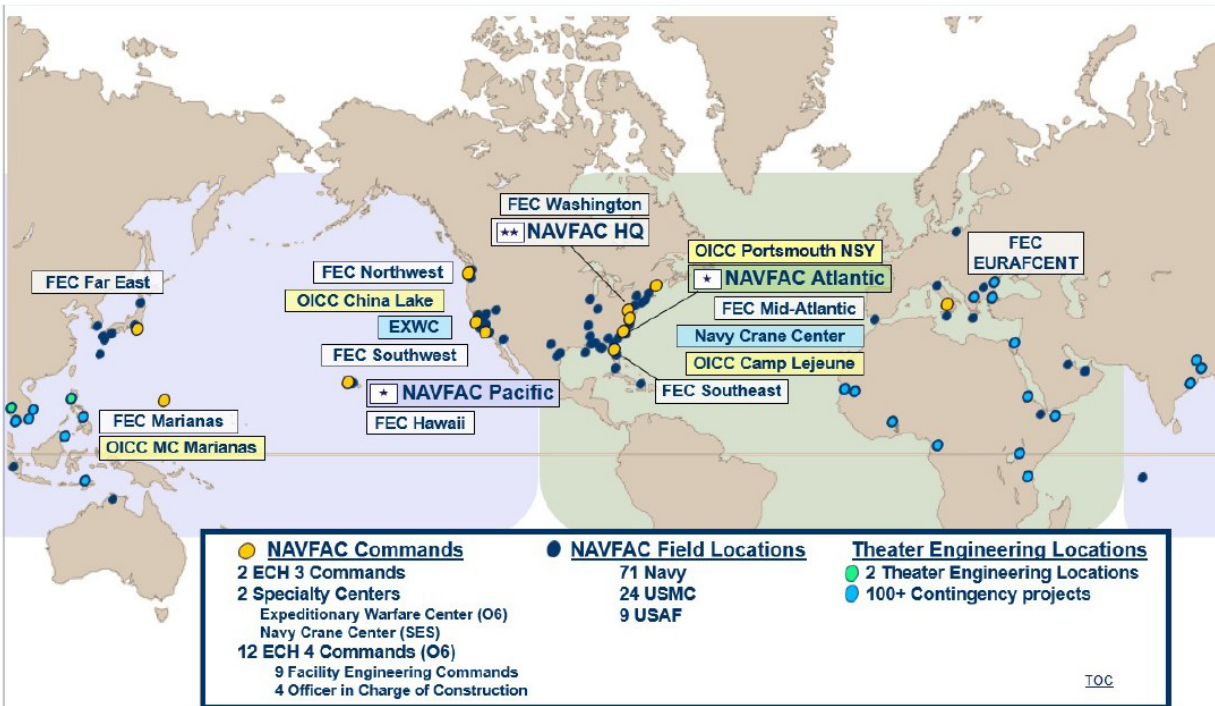 FEC Washington
★★ NAVFAC HQ
OICC Portsmouth NSY
★ NAVFAC Atlantic
FEC
EURAFCENT
FEC Far East
FEC Northwest
OICC China Lake
FEC Mid-Atlantic
EXWC
Navy Crane Center
FEC Southwest
OICC Camp Lejeune
★ NAVFAC Pacific
FEC Southeast
FEC Hawaii
FEC Marianas
OICC MC Marianas
NAVFAC Commands
2 ECH 3 Commands
2 Specialty Centers
Expeditionary Warfare Center (O6)
Navy Crane Center (SES)
12 ECH 4 Commands (O6)
9 Facility Engineering Commands
4 Officer in Charge of Construction
NAVFAC Field Locations
71 Navy
24 USMC
9 USAF
Theater Engineering Locations
2 Theater Engineering Locations
100+ Contingency projects
TOC